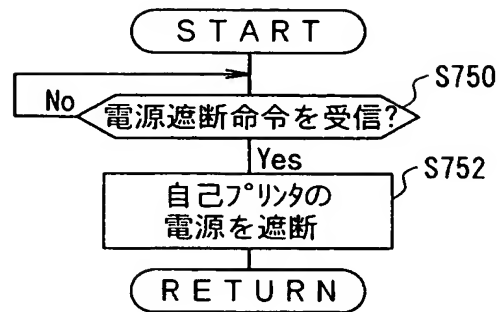 START
S750
No
電源遮断命令を受信?
Yes
S752
自己プリンタの
電源を遮断
RETURN